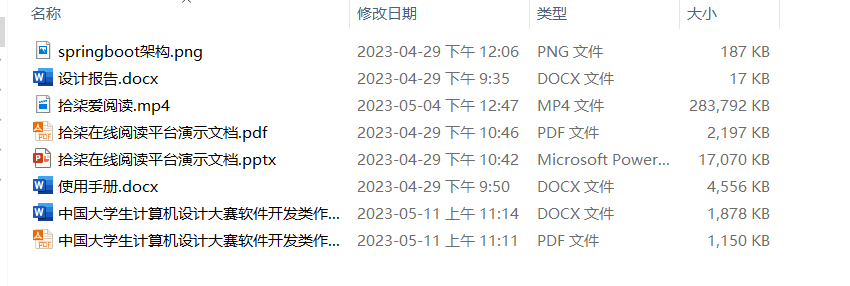 名称 修改日期 类型 大小
springboot架构.png 2023-04-29 下午 12:06 PNG 文件 187 KB
设计报告.docx 2023-04-29 下午 9:35 DOCX 文件 17 KB
拾柒爱阅读.mp4 2023-05-04 下午 12:47 MP4 文件 283,792 KB
拾柒在线阅读平台演示文档.pdf 2023-04-29 下午 10:46 PDF 文件 2,197 KB
拾柒在线阅读平台演示文档.pptx 2023-04-29 下午 10:42 Microsoft Power... 17,070 KB
使用手册.docx 2023-04-29 下午 9:50 DOCX 文件 4,556 KB
中国大学生计算机设计大赛软件开发类作... 2023-05-11 上午 11:14 DOCX 文件 1,878 KB
中国大学生计算机设计大赛软件开发类作... 2023-05-11 上午 11:11 PDF 文件 1,150 KB